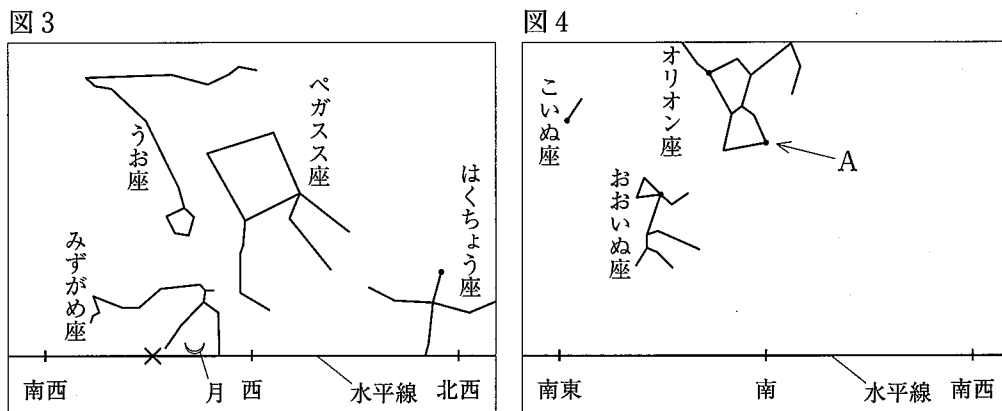 図3
うお座
ペガスス座
はくちょう座
みずがめ座
南西
月
西
水平線
北西
図4
こいぬ座
オリオン座
A
おおいぬ座
南東
南
水平線
南西